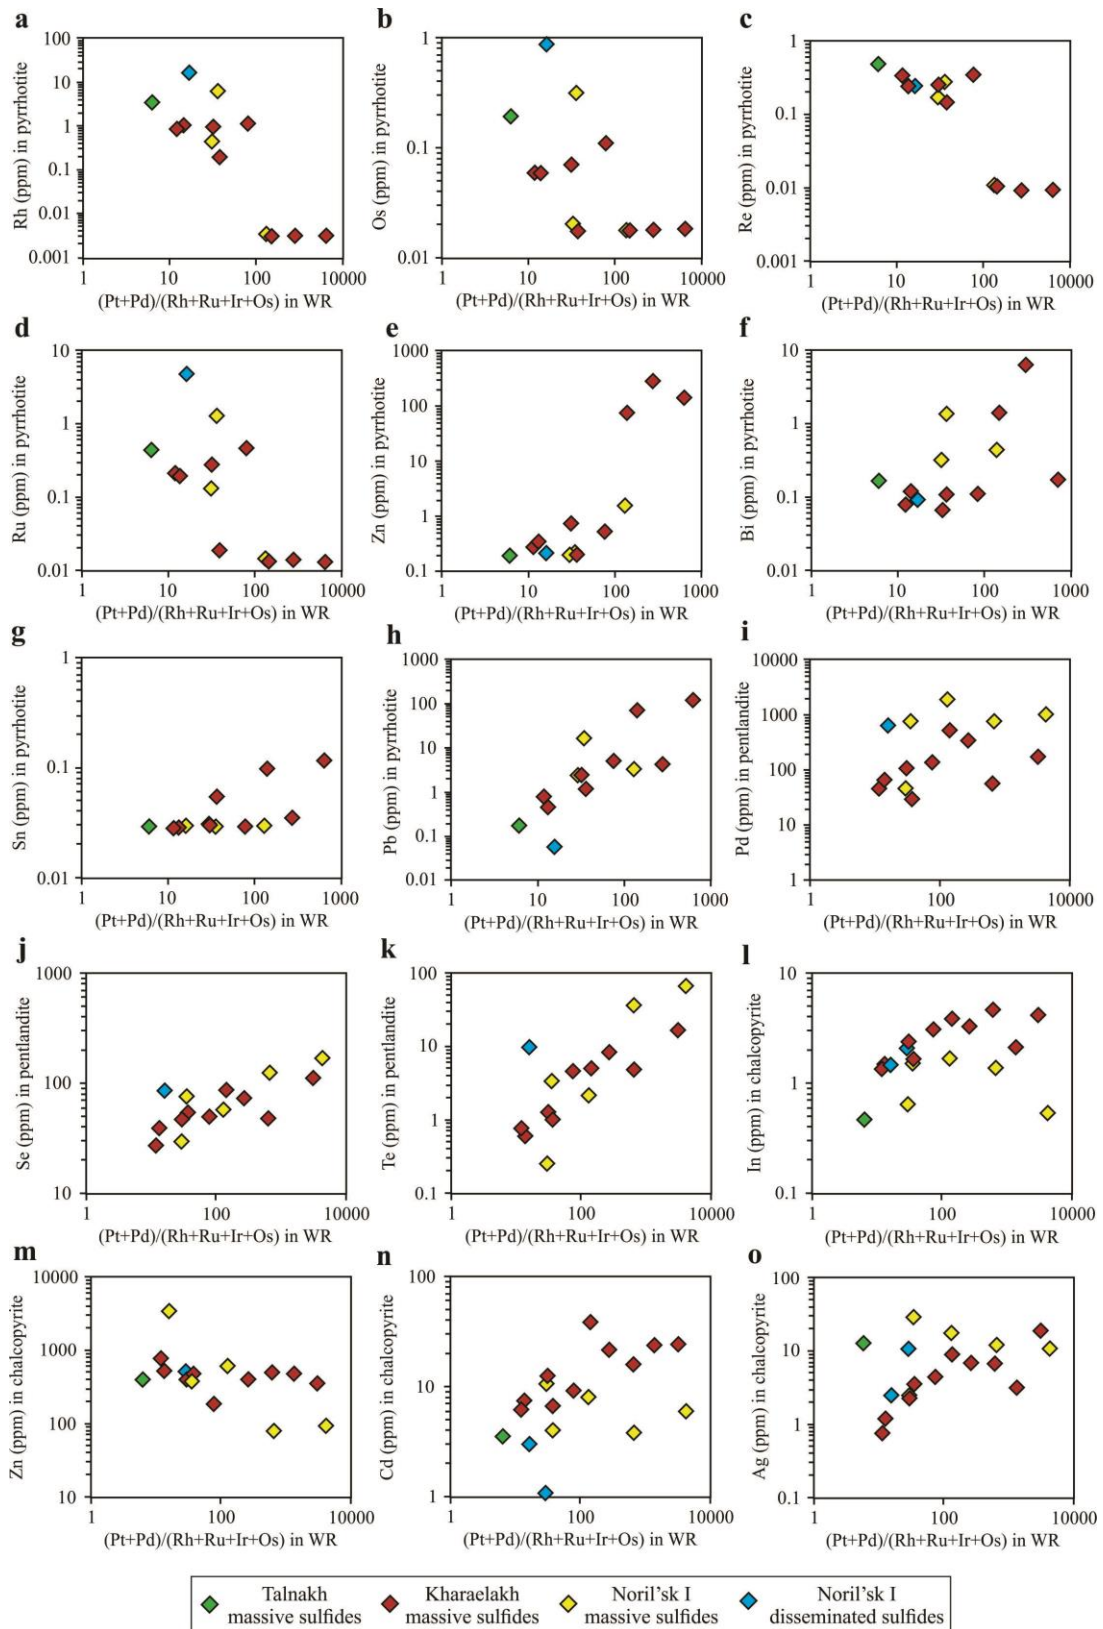 a
b
c
100
10
1
0.1
0.01
0.001
Rh (ppm) in pyrrhotite
1
10
100
1000
(Pt+Pd)/(Rh+Ru+Ir+Os) in WR
1
0.1
0.01
Os (ppm) in pyrrhotite
1
10
100
1000
(Pt+Pd)/(Rh+Ru+Ir+Os) in WR
1
0.1
0.01
0.001
Re (ppm) in pyrrhotite
1
10
100
1000
(Pt+Pd)/(Rh+Ru+Ir+Os) in WR
d
e
f
10
1
0.1
0.01
Ru (ppm) in pyrrhotite
1
10
100
1000
(Pt+Pd)/(Rh+Ru+Ir+Os) in WR
1000
100
10
1
0.1
Zn (ppm) in pyrrhotite
1
10
100
1000
(Pt+Pd)/(Rh+Ru+Ir+Os) in WR
10
1
0.1
0.01
Bi (ppm) in pyrrhotite
1
10
100
1000
(Pt+Pd)/(Rh+Ru+Ir+Os) in WR
g
h
i
1
0.1
0.01
Sn (ppm) in pyrrhotite
1
10
100
1000
(Pt+Pd)/(Rh+Ru+Ir+Os) in WR
1000
100
10
1
0.1
0.01
Pb (ppm) in pyrrhotite
1
10
100
1000
(Pt+Pd)/(Rh+Ru+Ir+Os) in WR
10000
1000
100
10
1
Pd (ppm) in pentlandite
1
100
10000
(Pt+Pd)/(Rh+Ru+Ir+Os) in WR
j
k
l
1000
100
10
Se (ppm) in pentlandite
1
100
10000
(Pt+Pd)/(Rh+Ru+Ir+Os) in WR
100
10
1
0.1
Te (ppm) in pentlandite
1
100
10000
(Pt+Pd)/(Rh+Ru+Ir+Os) in WR
10
1
0.1
In (ppm) in chalcopyrite
1
100
10000
(Pt+Pd)/(Rh+Ru+Ir+Os) in WR
m
n
o
10000
1000
100
10
Zn (ppm) in chalcopyrite
1
100
10000
(Pt+Pd)/(Rh+Ru+Ir+Os) in WR
100
10
1
Cd (ppm) in chalcopyrite
1
100
10000
(Pt+Pd)/(Rh+Ru+Ir+Os) in WR
100
10
1
0.1
Ag (ppm) in chalcopyrite
1
100
10000
(Pt+Pd)/(Rh+Ru+Ir+Os) in WR
Talnakh
massive sulfides
Kharaelakh
massive sulfides
Noril'sk I
massive sulfides
Noril'sk I
disseminated sulfides